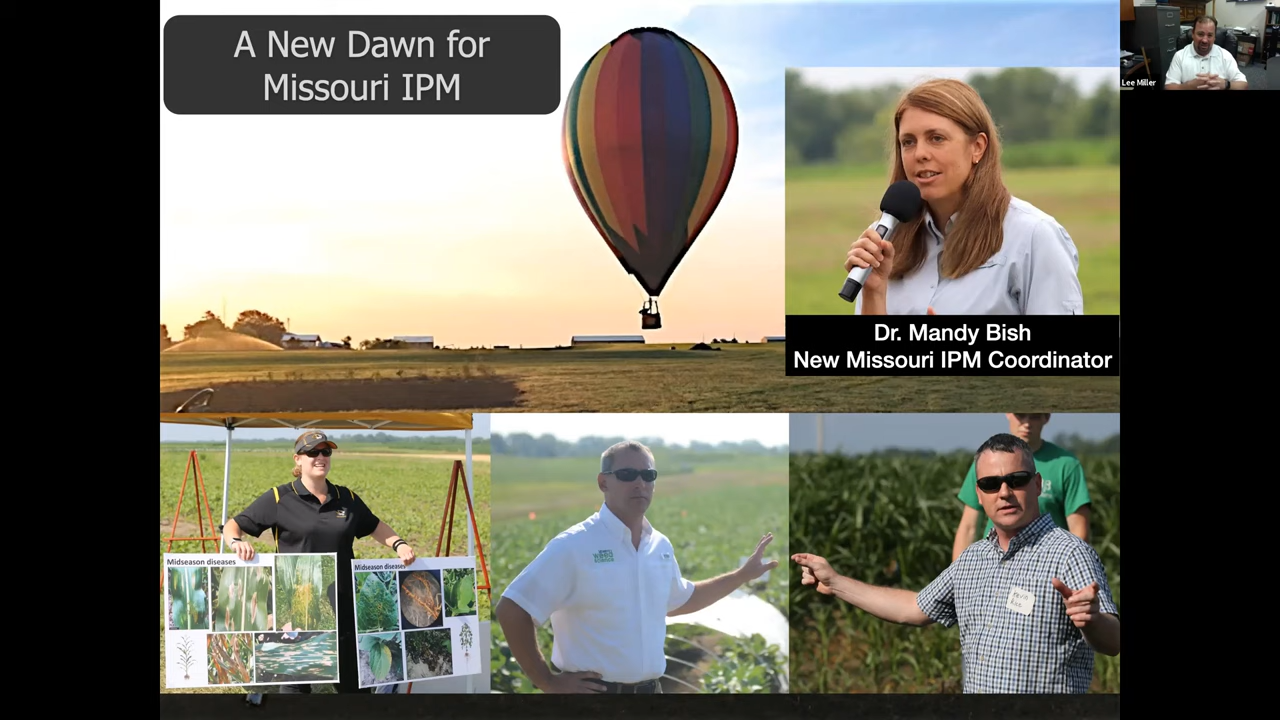 A New Dawn for
Missouri IPM
Lee Miller
Dr. Mandy Bish
New Missouri IPM Coordinator
Midseason diseases
Midseason diseases